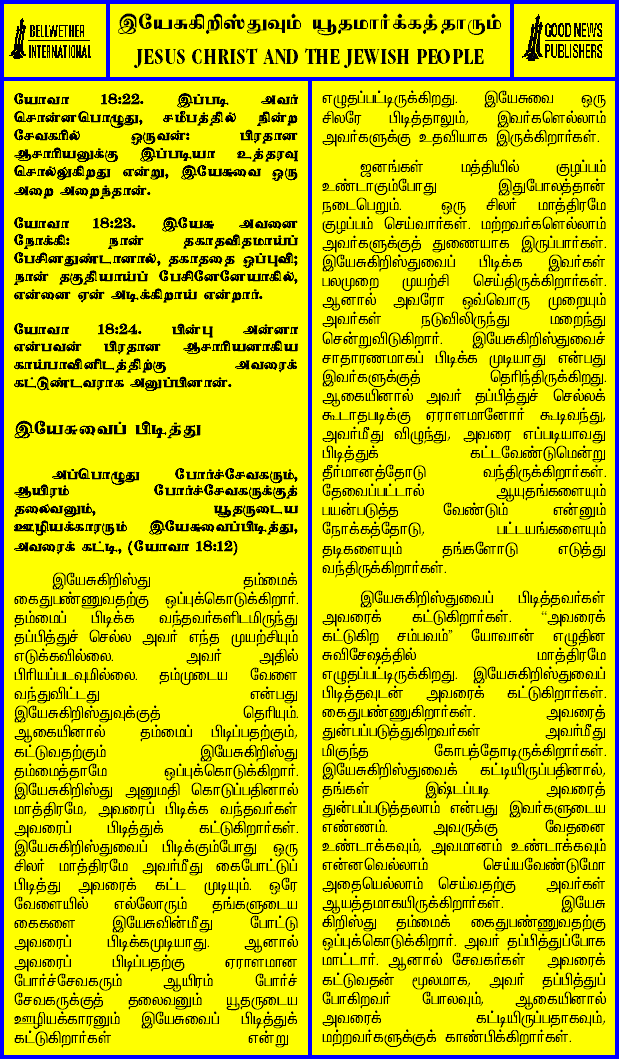 BELLWETHER
INTERNATIONAL
இயேசுகிறிஸ்துவும் யூதமார்க்கத்தாரும்
JESUS CHRIST AND THE JEWISH PEOPLE
GOOD NEWS
PUBLISHERS
யோவா 18:22. இப்படி அவர்
சொன்னபொழுது, சமீபத்தில் நின்ற
சேவகரில் ஒருவன்: பிரதான
ஆசாரியனுக்கு இப்படியா உத்தரவு
சொல்லுகிறது என்று, இயேசுவை ஒரு
அறை அறைந்தான்.
யோவா 18:23. இயேசு அவனை
நோக்கி: நான் தகாதவிதமாய்ப்
பேசினதுண்டானால், தகாததை ஒப்புவி;
நான் தகுதியாய்ப் பேசினேனேயாகில்,
என்னை ஏன் அடிக்கிறாய் என்றார்.
யோவா 18:24. பின்பு அன்னா
என்பவன் பிரதான ஆசாரியனாகிய
காய்பாவினிடத்திற்கு அவரைக்
கட்டுண்டவராக அனுப்பினான்.
இயேசுவைப் பிடித்து
அப்பொழுது போர்ச்சேவகரும்,
ஆயிரம் போர்ச்சேவகருக்குத்
தலைவனும், யூதருடைய
ஊழியக்காரரும் இயேசுவைப்பிடித்து,
அவரைக் கட்டி, (யோவா 18:12)
இயேசுகிறிஸ்து தம்மைக்
கைதுபண்ணுவதற்கு ஒப்புக்கொடுக்கிறார்.
தம்மைப் பிடிக்க வந்தவர்களிடமிருந்து
தப்பித்துச் செல்ல அவர் எந்த முயற்சியும்
எடுக்கவில்லை. அவர் அதில்
பிரியப்படவுமில்லை. தம்முடைய வேளை
வந்துவிட்டது என்பது
இயேசுகிறிஸ்துவுக்குத் தெரியும்.
ஆகையினால் தம்மைப் பிடிப்பதற்கும்,
கட்டுவதற்கும் இயேசுகிறிஸ்து
தம்மைத்தாமே ஒப்புக்கொடுக்கிறார்.
இயேசுகிறிஸ்து அனுமதி கொடுப்பதினால்
மாத்திரமே, அவரைப் பிடிக்க வந்தவர்கள்
அவரைப் பிடித்துக் கட்டுகிறார்கள்.
இயேசுகிறிஸ்துவைப் பிடிக்கும்போது ஒரு
சிலர் மாத்திரமே அவர்மீது கைபோட்டுப்
பிடித்து அவரைக் கட்ட முடியும். ஒரே
வேளையில் எல்லோரும் தங்களுடைய
கைகளை இயேசுவின்மீது போட்டு
அவரைப் பிடிக்கமுடியாது. ஆனால்
அவரைப் பிடிப்பதற்கு ஏராளமான
போர்ச்சேவகரும் ஆயிரம் போர்ச்
சேவகருக்குத் தலைவனும் யூதருடைய
ஊழியக்காரனும் இயேசுவைப் பிடித்துக்
கட்டுகிறார்கள் என்று
எழுதப்பட்டிருக்கிறது. இயேசுவை ஒரு
சிலரே பிடித்தாலும், இவர்களெல்லாம்
அவர்களுக்கு உதவியாக இருக்கிறார்கள்.
ஜனங்கள் மத்தியில் குழப்பம்
உண்டாகும்போது இதுபோலத்தான்
நடைபெறும். ஒரு சிலர் மாத்திரமே
குழப்பம் செய்வார்கள். மற்றவர்களெல்லாம்
அவர்களுக்குத் துணையாக இருப்பார்கள்.
இயேசுகிறிஸ்துவைப் பிடிக்க இவர்கள்
பலமுறை முயற்சி செய்திருக்கிறார்கள்.
ஆனால் அவரோ ஒவ்வொரு முறையும்
அவர்கள் நடுவிலிருந்து மறைந்து
சென்றுவிடுகிறார். இயேசுகிறிஸ்துவைச்
சாதாரணமாகப் பிடிக்க முடியாது என்பது
இவர்களுக்குத் தெரிந்திருக்கிறது.
ஆகையினால் அவர் தப்பித்துச் செல்லக்
கூடாதபடிக்கு ஏராளமானோர் கூடிவந்து,
அவர்மீது விழுந்து, அவரை எப்படியாவது
பிடித்துக் கட்டவேண்டுமென்று
தீர்மானத்தோடு வந்திருக்கிறார்கள்.
தேவைப்பட்டால் ஆயுதங்களையும்
பயன்படுத்த வேண்டும் என்னும்
நோக்கத்தோடு, பட்டயங்களையும்
தடிகளையும் தங்களோடு எடுத்து
வந்திருக்கிறார்கள்.
இயேசுகிறிஸ்துவைப் பிடித்தவர்கள்
அவரைக் கட்டுகிறார்கள். “அவரைக்
கட்டுகிற சம்பவம்” யோவான் எழுதின
சுவிசேஷத்தில் மாத்திரமே
எழுதப்பட்டிருக்கிறது. இயேசுகிறிஸ்துவைப்
பிடித்தவுடன் அவரைக் கட்டுகிறார்கள்.
கைதுபண்ணுகிறார்கள். அவரைத்
துன்பப்படுத்துகிறவர்கள் அவர்மீது
மிகுந்த கோபத்தோடிருக்கிறார்கள்.
இயேசுகிறிஸ்துவைக் கட்டியிருப்பதினால்,
தங்கள் இஷ்டப்படி அவரைத்
துன்பப்படுத்தலாம் என்பது இவர்களுடைய
எண்ணம். அவருக்கு வேதனை
உண்டாக்கவும், அவமானம் உண்டாக்கவும்
என்னவெல்லாம் செய்யவேண்டுமோ
அதையெல்லாம் செய்வதற்கு அவர்கள்
ஆயத்தமாகயிருக்கிறார்கள். இயேசு
கிறிஸ்து தம்மைக் கைதுபண்ணுவதற்கு
ஒப்புக்கொடுக்கிறார். அவர் தப்பித்துப்போக
மாட்டார். ஆனால் சேவகர்கள் அவரைக்
கட்டுவதன் மூலமாக, அவர் தப்பித்துப்
போகிறவர் போலவும், ஆகையினால்
அவரைக் கட்டியிருப்பதாகவும்,
மற்றவர்களுக்குக் காண்பிக்கிறார்கள்.